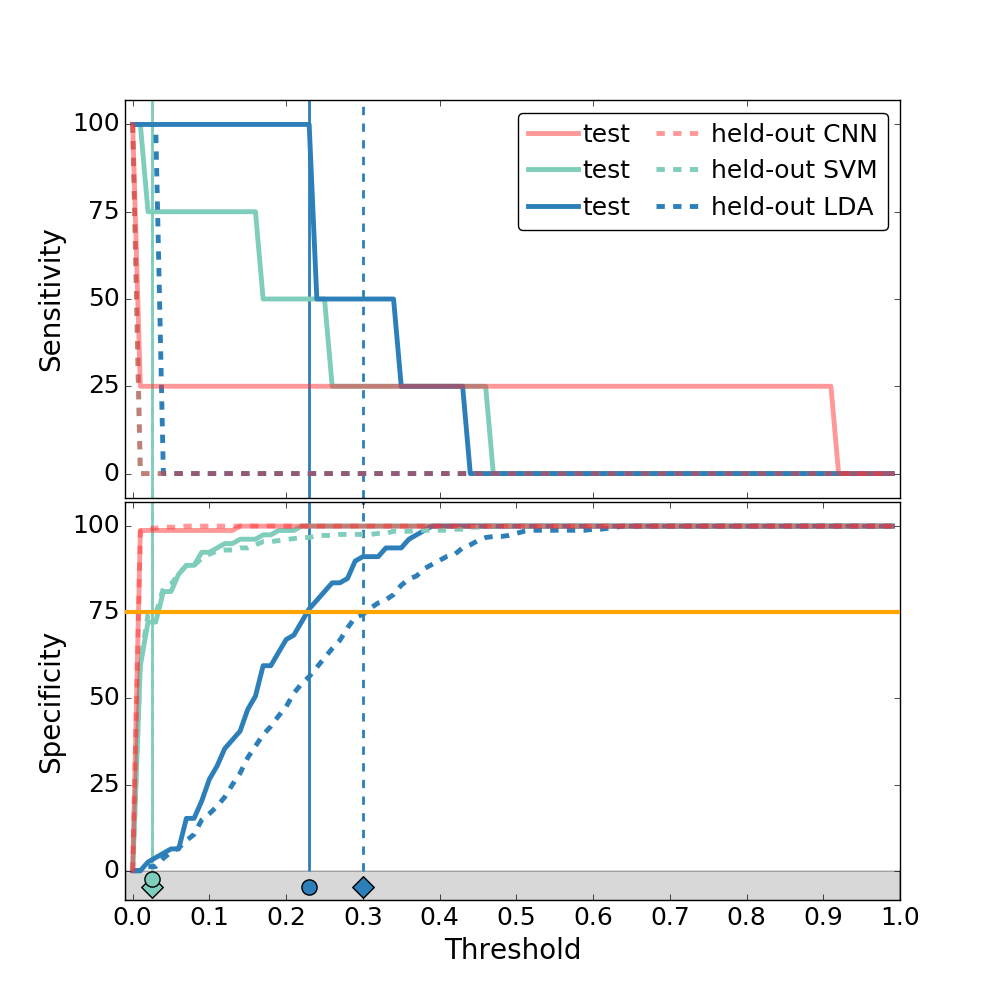 100
75
50
25
0
Sensitivity
test held-out CNN
test held-out SVM
test held-out LDA
100
75
50
25
0
Specificity
0.0 0.1 0.2 0.3 0.4 0.5 0.6 0.7 0.8 0.9 1.0
Threshold